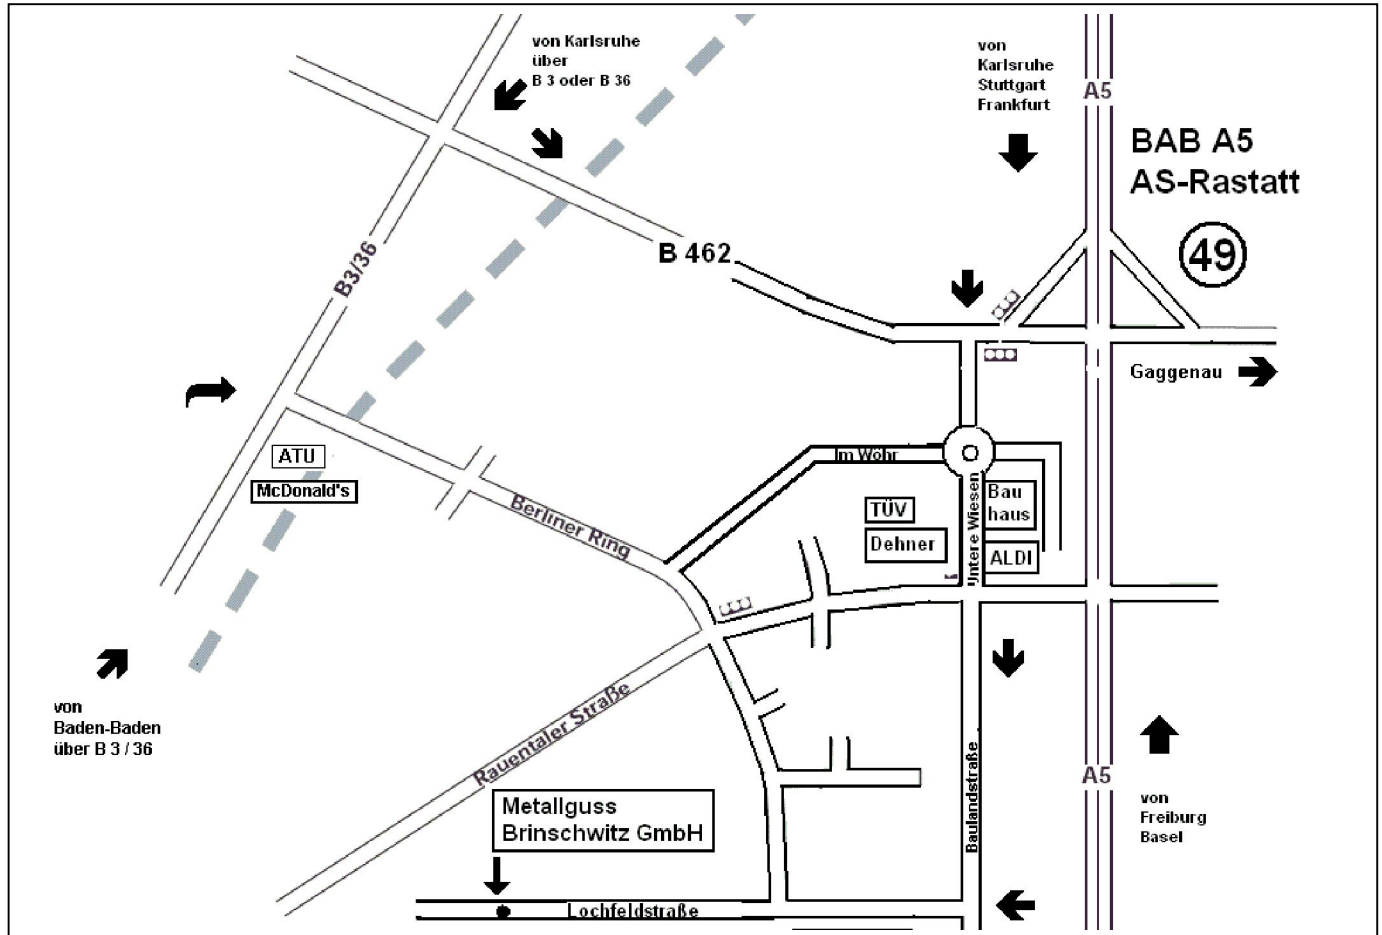 von Karlsruhe
über
B 3 oder B 36
von
Karlsruhe
Stuttgart
Frankfurt
A5
BAB A5
AS-Rastatt
49
B3/36
B 462
Gaggenau
ATU
McDonald's
Im Wöhr
Berliner Ring
TÜV
Dehner
Untere Wiesen
Bau
haus
ALDI
von
Baden-Baden
über B 3 / 36
Rauentaler Straße
Baulandstraße
A5
von
Freiburg
Basel
Metallguss
Brinschwitz GmbH
Lochfeldstraße